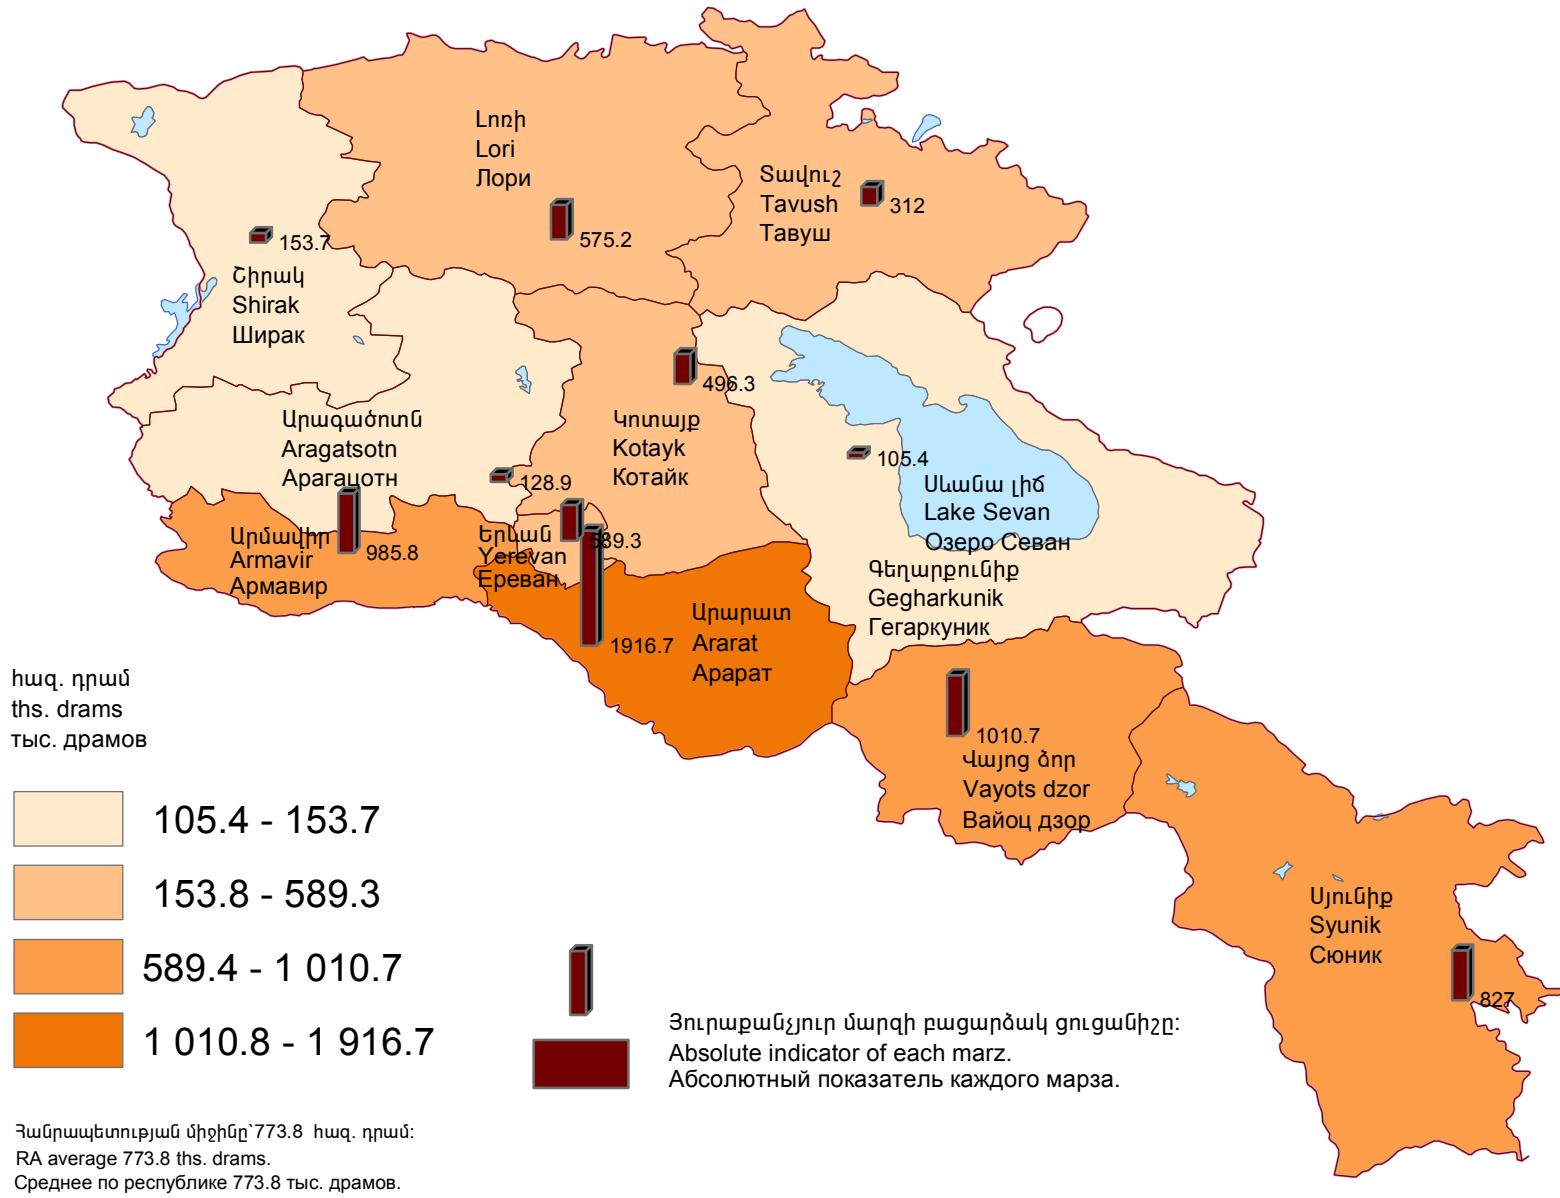 Լոռի
Lori
Лори
575.2
Տավուշ
Tavush
Тавуш
312
153.7
Շիրակ
Shirak
Ширак
496.3
Կոտայք
Kotayk
Котайк
Արագածոտն
Aragatsotn
Арагацотн
128.9
105.4
Սևանա լիճ
Lake Sevan
Озеро Севан
Գեղարքունիք
Gegharkunik
Гегаркуник
Արմավիր
Armavir
Армавир
985.8
Երևան
Yerevan
Ереван
589.3
Արարատ
Ararat
Арарат
1916.7
1010.7
Վայոց ձոր
Vayots dzor
Вайоц дзор
Սյունիք
Syunik
Сюник
827
հազ. դրամ
ths. drams
тыс. драмов
105.4 - 153.7
153.8 - 589.3
589.4 - 1 010.7
1 010.8 - 1 916.7
Յուրաքանչյուր մարզի բացարձակ ցուցանիշը:
Absolute indicator of each marz.
Абсолютный показатель каждого марза.
Հանրապետության միջինը`773.8 հազ. դրամ:
RA average 773.8 ths. drams.
Среднее по республике 773.8 тыс. драмов.